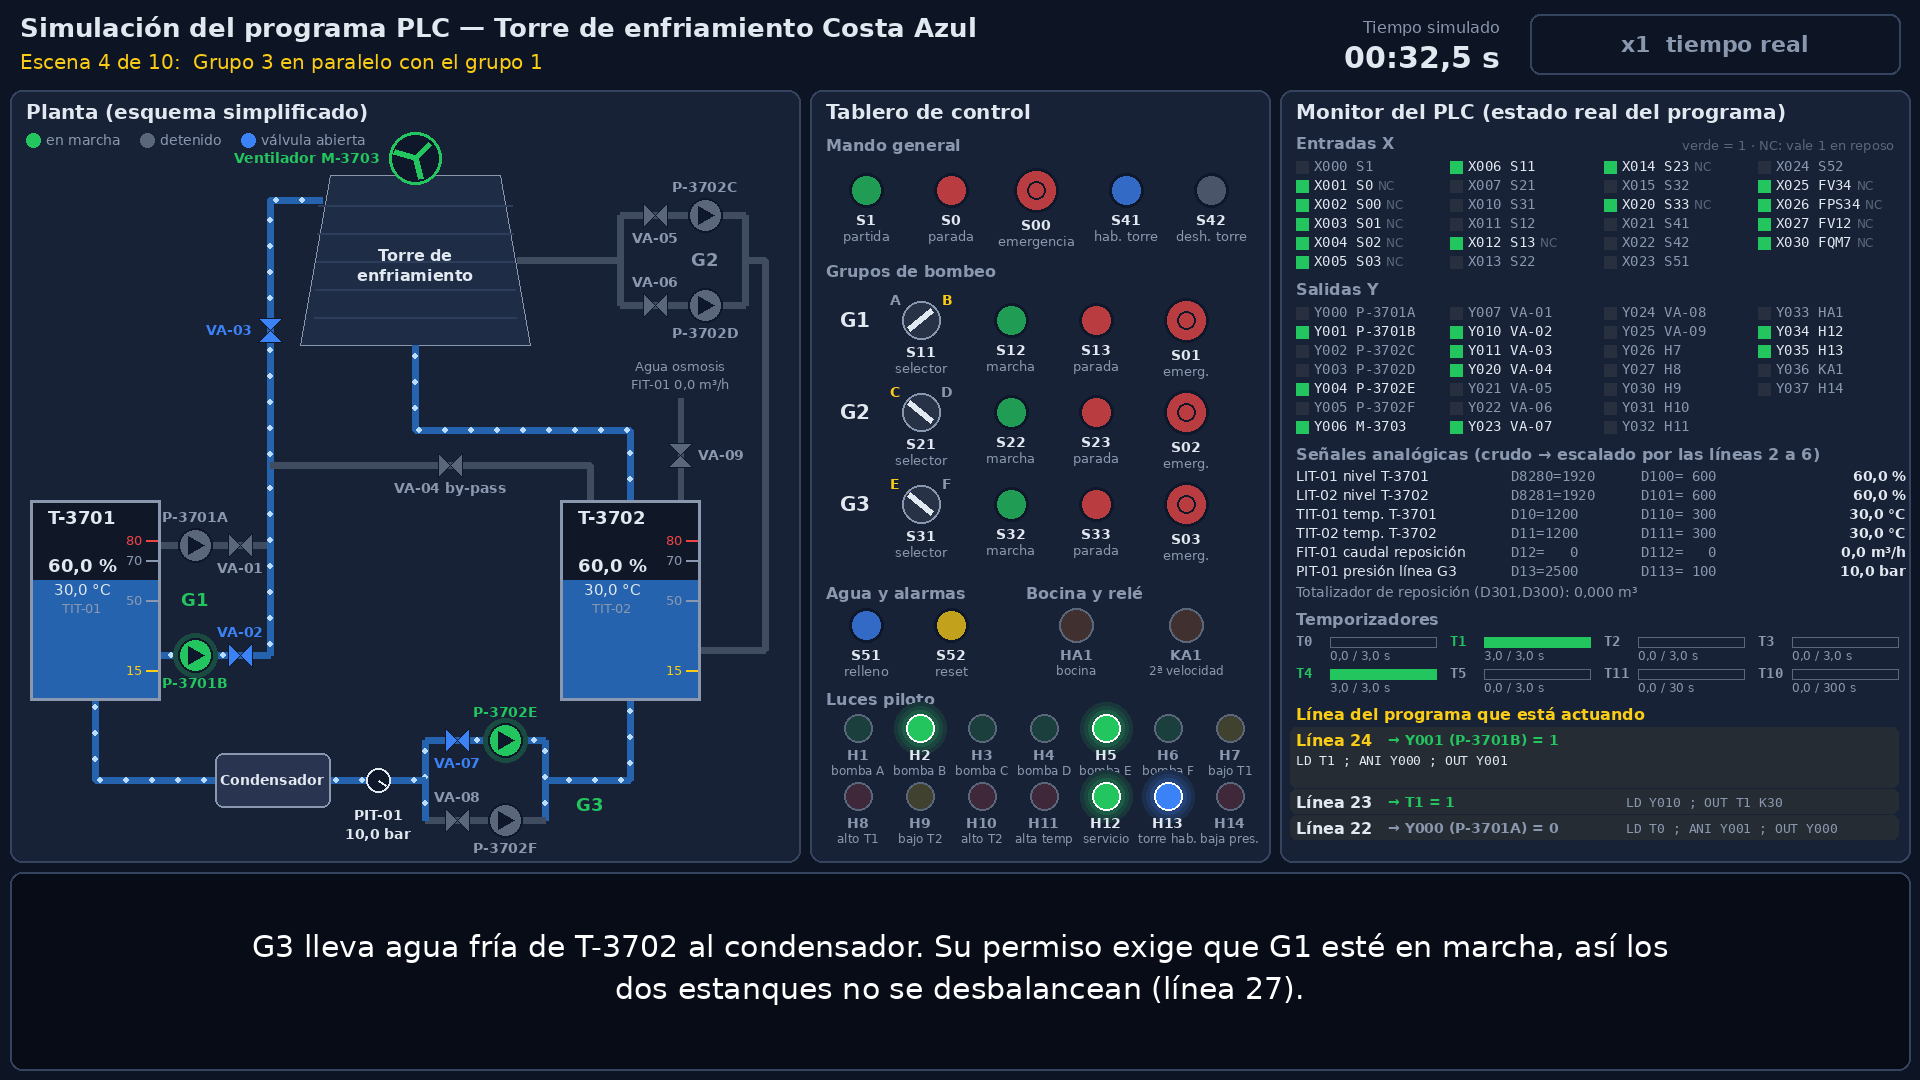 Simulación del programa PLC — Torre de enfriamiento Costa Azul
Escena 4 de 10:  Grupo 3 en paralelo con el grupo 1
Tiempo simulado
00:32,5 s
x1  tiempo real
Planta (esquema simplificado)
en marcha
detenido
válvula abierta
Ventilador M-3703
Torre de
enfriamiento
P-3702C
VA-05
G2
VA-06
P-3702D
VA-03
Agua osmosis
FIT-01 0,0 m³/h
VA-09
VA-04 by-pass
T-3701
60,0 %
30,0 °C
TIT-01
80
70
50
15
P-3701A
VA-01
G1
VA-02
P-3701B
T-3702
60,0 %
30,0 °C
TIT-02
80
70
50
15
P-3702E
VA-07
VA-08
P-3702F
G3
Condensador
PIT-01
10,0 bar
Tablero de control
Mando general
S1
partida
S0
parada
S00
emergencia
S41
hab. torre
S42
desh. torre
Grupos de bombeo
G1
A
B
S11
selector
S12
marcha
S13
parada
S01
emerg.
G2
C
D
S21
selector
S22
marcha
S23
parada
S02
emerg.
G3
E
F
S31
selector
S32
marcha
S33
parada
S03
emerg.
Agua y alarmas
S51
relleno
S52
reset
Bocina y relé
HA1
bocina
KA1
2ª velocidad
Luces piloto
H1
bomba A
H2
bomba B
H3
bomba C
H4
bomba D
H5
bomba E
H6
bomba F
H7
bajo T1
H8
alto T1
H9
bajo T2
H10
alto T2
H11
alta temp
H12
servicio
H13
torre hab.
H14
baja pres.
Monitor del PLC (estado real del programa)
Entradas X
verde = 1 · NC: vale 1 en reposo
X000 S1
X001 S0 NC
X002 S00 NC
X003 S01 NC
X004 S02 NC
X005 S03 NC
X006 S11
X007 S21
X010 S31
X011 S12
X012 S13 NC
X013 S22
X014 S23 NC
X015 S32
X020 S33 NC
X021 S41
X022 S42
X023 S51
X024 S52
X025 FV34 NC
X026 FPS34 NC
X027 FV12 NC
X030 FQM7 NC
Salidas Y
Y000 P-3701A
Y001 P-3701B
Y002 P-3702C
Y003 P-3702D
Y004 P-3702E
Y005 P-3702F
Y006 M-3703
Y007 VA-01
Y010 VA-02
Y011 VA-03
Y020 VA-04
Y021 VA-05
Y022 VA-06
Y023 VA-07
Y024 VA-08
Y025 VA-09
Y026 H7
Y027 H8
Y030 H9
Y031 H10
Y032 H11
Y033 HA1
Y034 H12
Y035 H13
Y036 KA1
Y037 H14
Señales analógicas (crudo → escalado por las líneas 2 a 6)
LIT-01 nivel T-3701 D8280=1920 D100= 600 60,0 %
LIT-02 nivel T-3702 D8281=1920 D101= 600 60,0 %
TIT-01 temp. T-3701 D10=1200 D110= 300 30,0 °C
TIT-02 temp. T-3702 D11=1200 D111= 300 30,0 °C
FIT-01 caudal reposición D12=   0 D112=   0 0,0 m³/h
PIT-01 presión línea G3 D13=2500 D113= 100 10,0 bar
Totalizador de reposición (D301,D300): 0,000 m³
Temporizadores
T0
0,0 / 3,0 s
T1
3,0 / 3,0 s
T2
0,0 / 3,0 s
T3
0,0 / 3,0 s
T4
3,0 / 3,0 s
T5
0,0 / 3,0 s
T11
0,0 / 30 s
T10
0,0 / 300 s
Línea del programa que está actuando
Línea 24 → Y001 (P-3701B) = 1
LD T1 ; ANI Y000 ; OUT Y001
Línea 23 → T1 = 1 LD Y010 ; OUT T1 K30
Línea 22 → Y000 (P-3701A) = 0 LD T0 ; ANI Y001 ; OUT Y000
G3 lleva agua fría de T-3702 al condensador. Su permiso exige que G1 esté en marcha, así los
dos estanques no se desbalancean (línea 27).